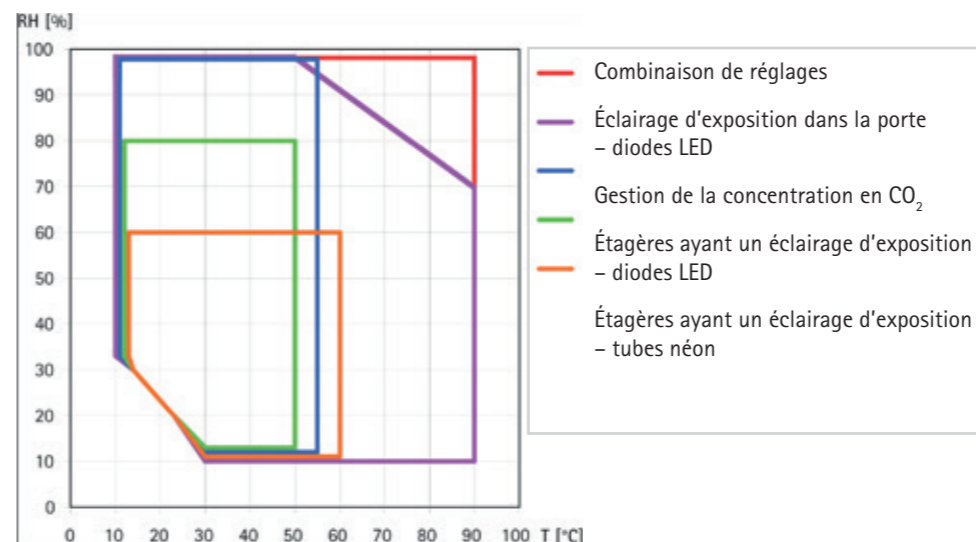 RH [%]
100
90
80
70
60
50
40
30
20
10
0
0 10 20 30 40 50 60 70 80 90 100 T [°C]
Combinaison de réglages
Éclairage d'exposition dans la porte
– diodes LED
Gestion de la concentration en CO₂
Étagères ayant un éclairage d'exposition
– diodes LED
Étagères ayant un éclairage d'exposition
– tubes néon